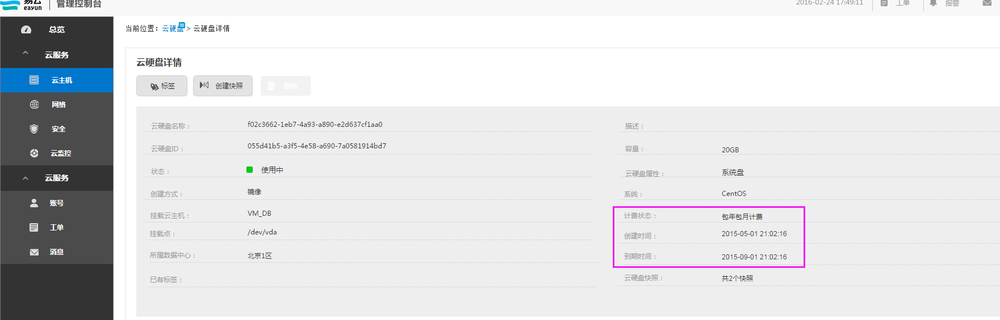 易云
eayun
管理控制台
2016-02-24 17:49:11
工单
报警
总览
云服务
云主机
网络
安全
云监控
云服务
账号
工单
消息
当前位置：云硬盘 > 云硬盘详情
云硬盘详情
标签
创建快照
删除
云硬盘名称：
f02c3662-1eb7-4a93-a890-e2d637cf1aa0
云硬盘ID：
055d41b5-a3f5-4e58-a690-7a0581914bd7
状态：
使用中
创建方式：
镜像
挂载云主机：
VM_DB
挂载点：
/dev/vda
所属数据中心：
北京1区
已有标签：
描述：
容量：
20GB
云硬盘属性：
系统盘
系统：
CentOS
计费状态：
包年包月计费
创建时间：
2015-05-01 21:02:16
到期时间：
2015-09-01 21:02:16
云硬盘快照：
共2个快照